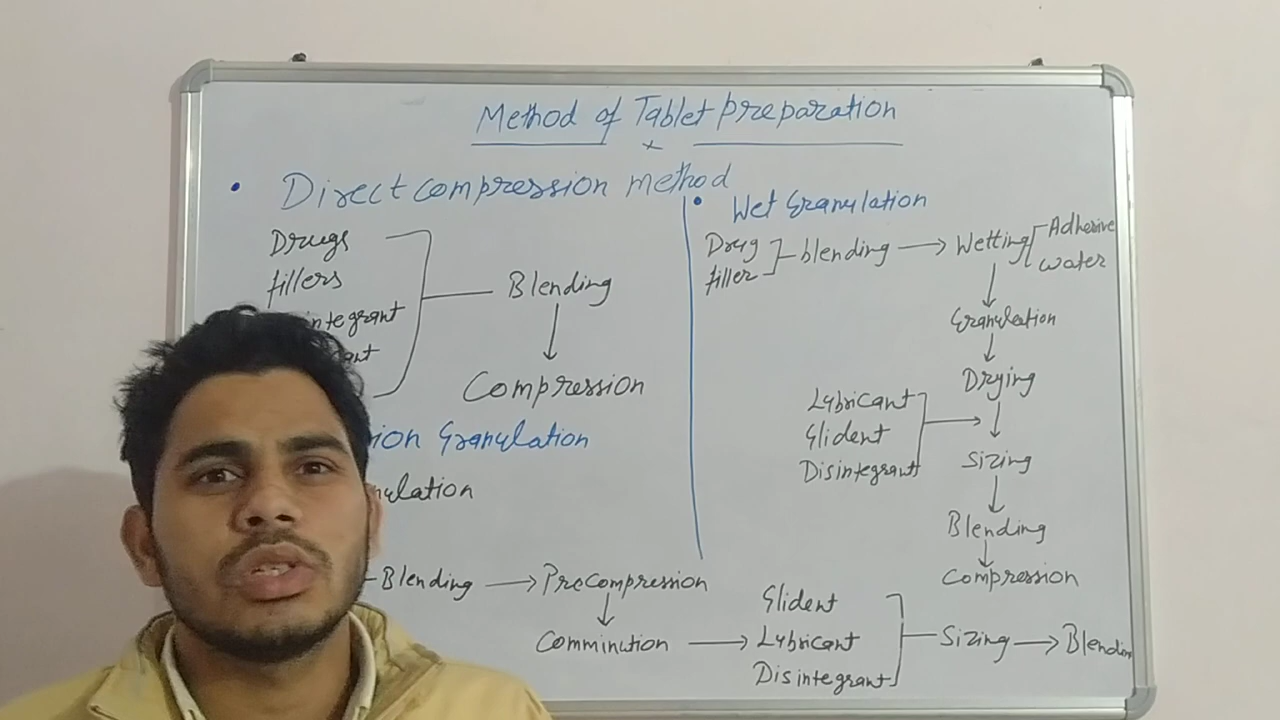 Method of Tablet preparation
x
• Direct compression method
Drugs
fillers
Blending
Compression
Granulation
• Wet Granulation
Drug
filler
blending → Wetting
Adhesive
water
↓
Granulation
↓
Drying
Lubricant
Glident
Disintegrant
→
↓
Sizing
↓
Blending
↓
Compression
Blending → Precompression
↓
Comminution →
Glident
Lubricant
Disintegrant
Sizing → Blending